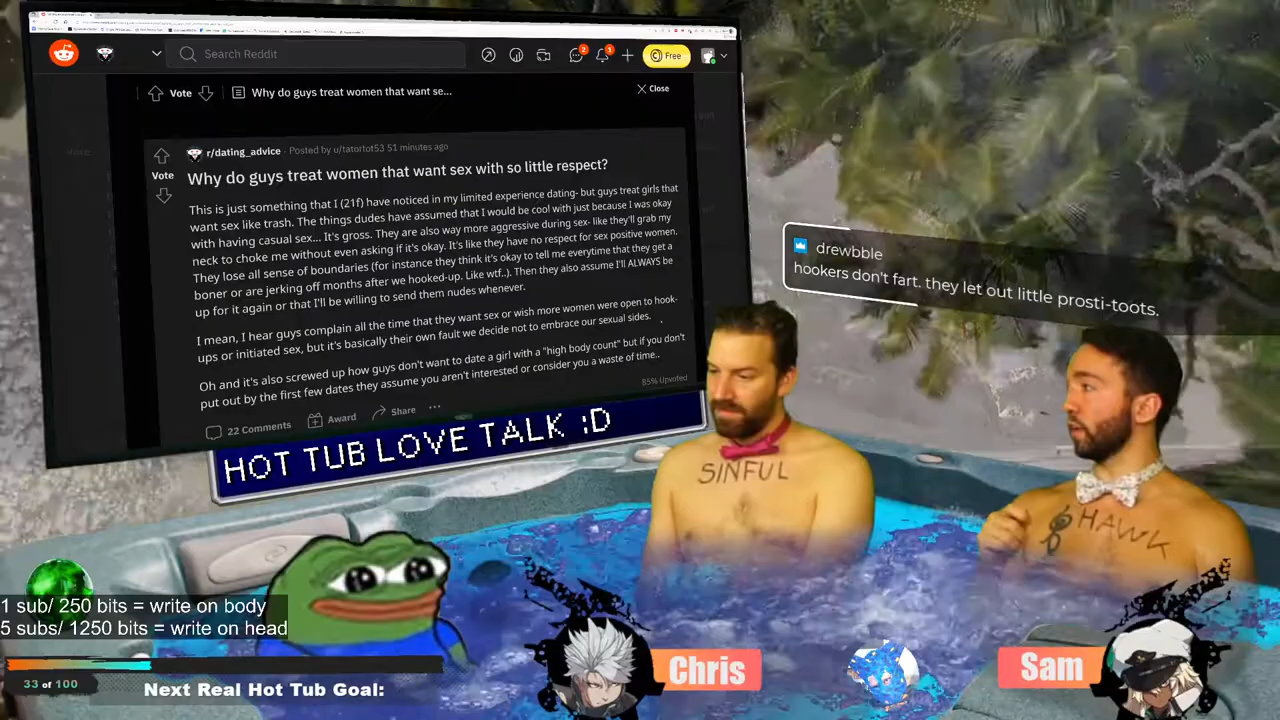 Search Reddit
2
1
Free
Vote
Why do guys treat women that want se...
Close
r/dating_advice · Posted by u/tatortot53 51 minutes ago
Vote
Why do guys treat women that want sex with so little respect?
This is just something that I (21f) have noticed in my limited experience dating- but guys treat girls that
want sex like trash. The things dudes have assumed that I would be cool with just because I was okay
with having casual sex... It's gross. They are also way more aggressive during sex- like they'll grab my
neck to choke me without even asking if it's okay. It's like they have no respect for sex positive women.
They lose all sense of boundaries (for instance they think it's okay to tell me everytime that they get a
boner or are jerking off months after we hooked-up. Like wtf..). Then they also assume I'll ALWAYS be
up for it again or that I'll be willing to send them nudes whenever.
I mean, I hear guys complain all the time that they want sex or wish more women were open to hook-
ups or initiated sex, but it's basically their own fault we decide not to embrace our sexual sides.
Oh and it's also screwed up how guys don't want to date a girl with a "high body count" but if you don't
put out by the first few dates they assume you aren't interested or consider you a waste of time..
85% Upvoted
22 Comments
Award
Share
HOT TUB LOVE TALK :D
drewbble
hookers don't fart. they let out little prosti-toots.
SINFUL
HAWK
1 sub/ 250 bits = write on body
5 subs/ 1250 bits = write on head
33 of 100
Next Real Hot Tub Goal:
Chris
Sam